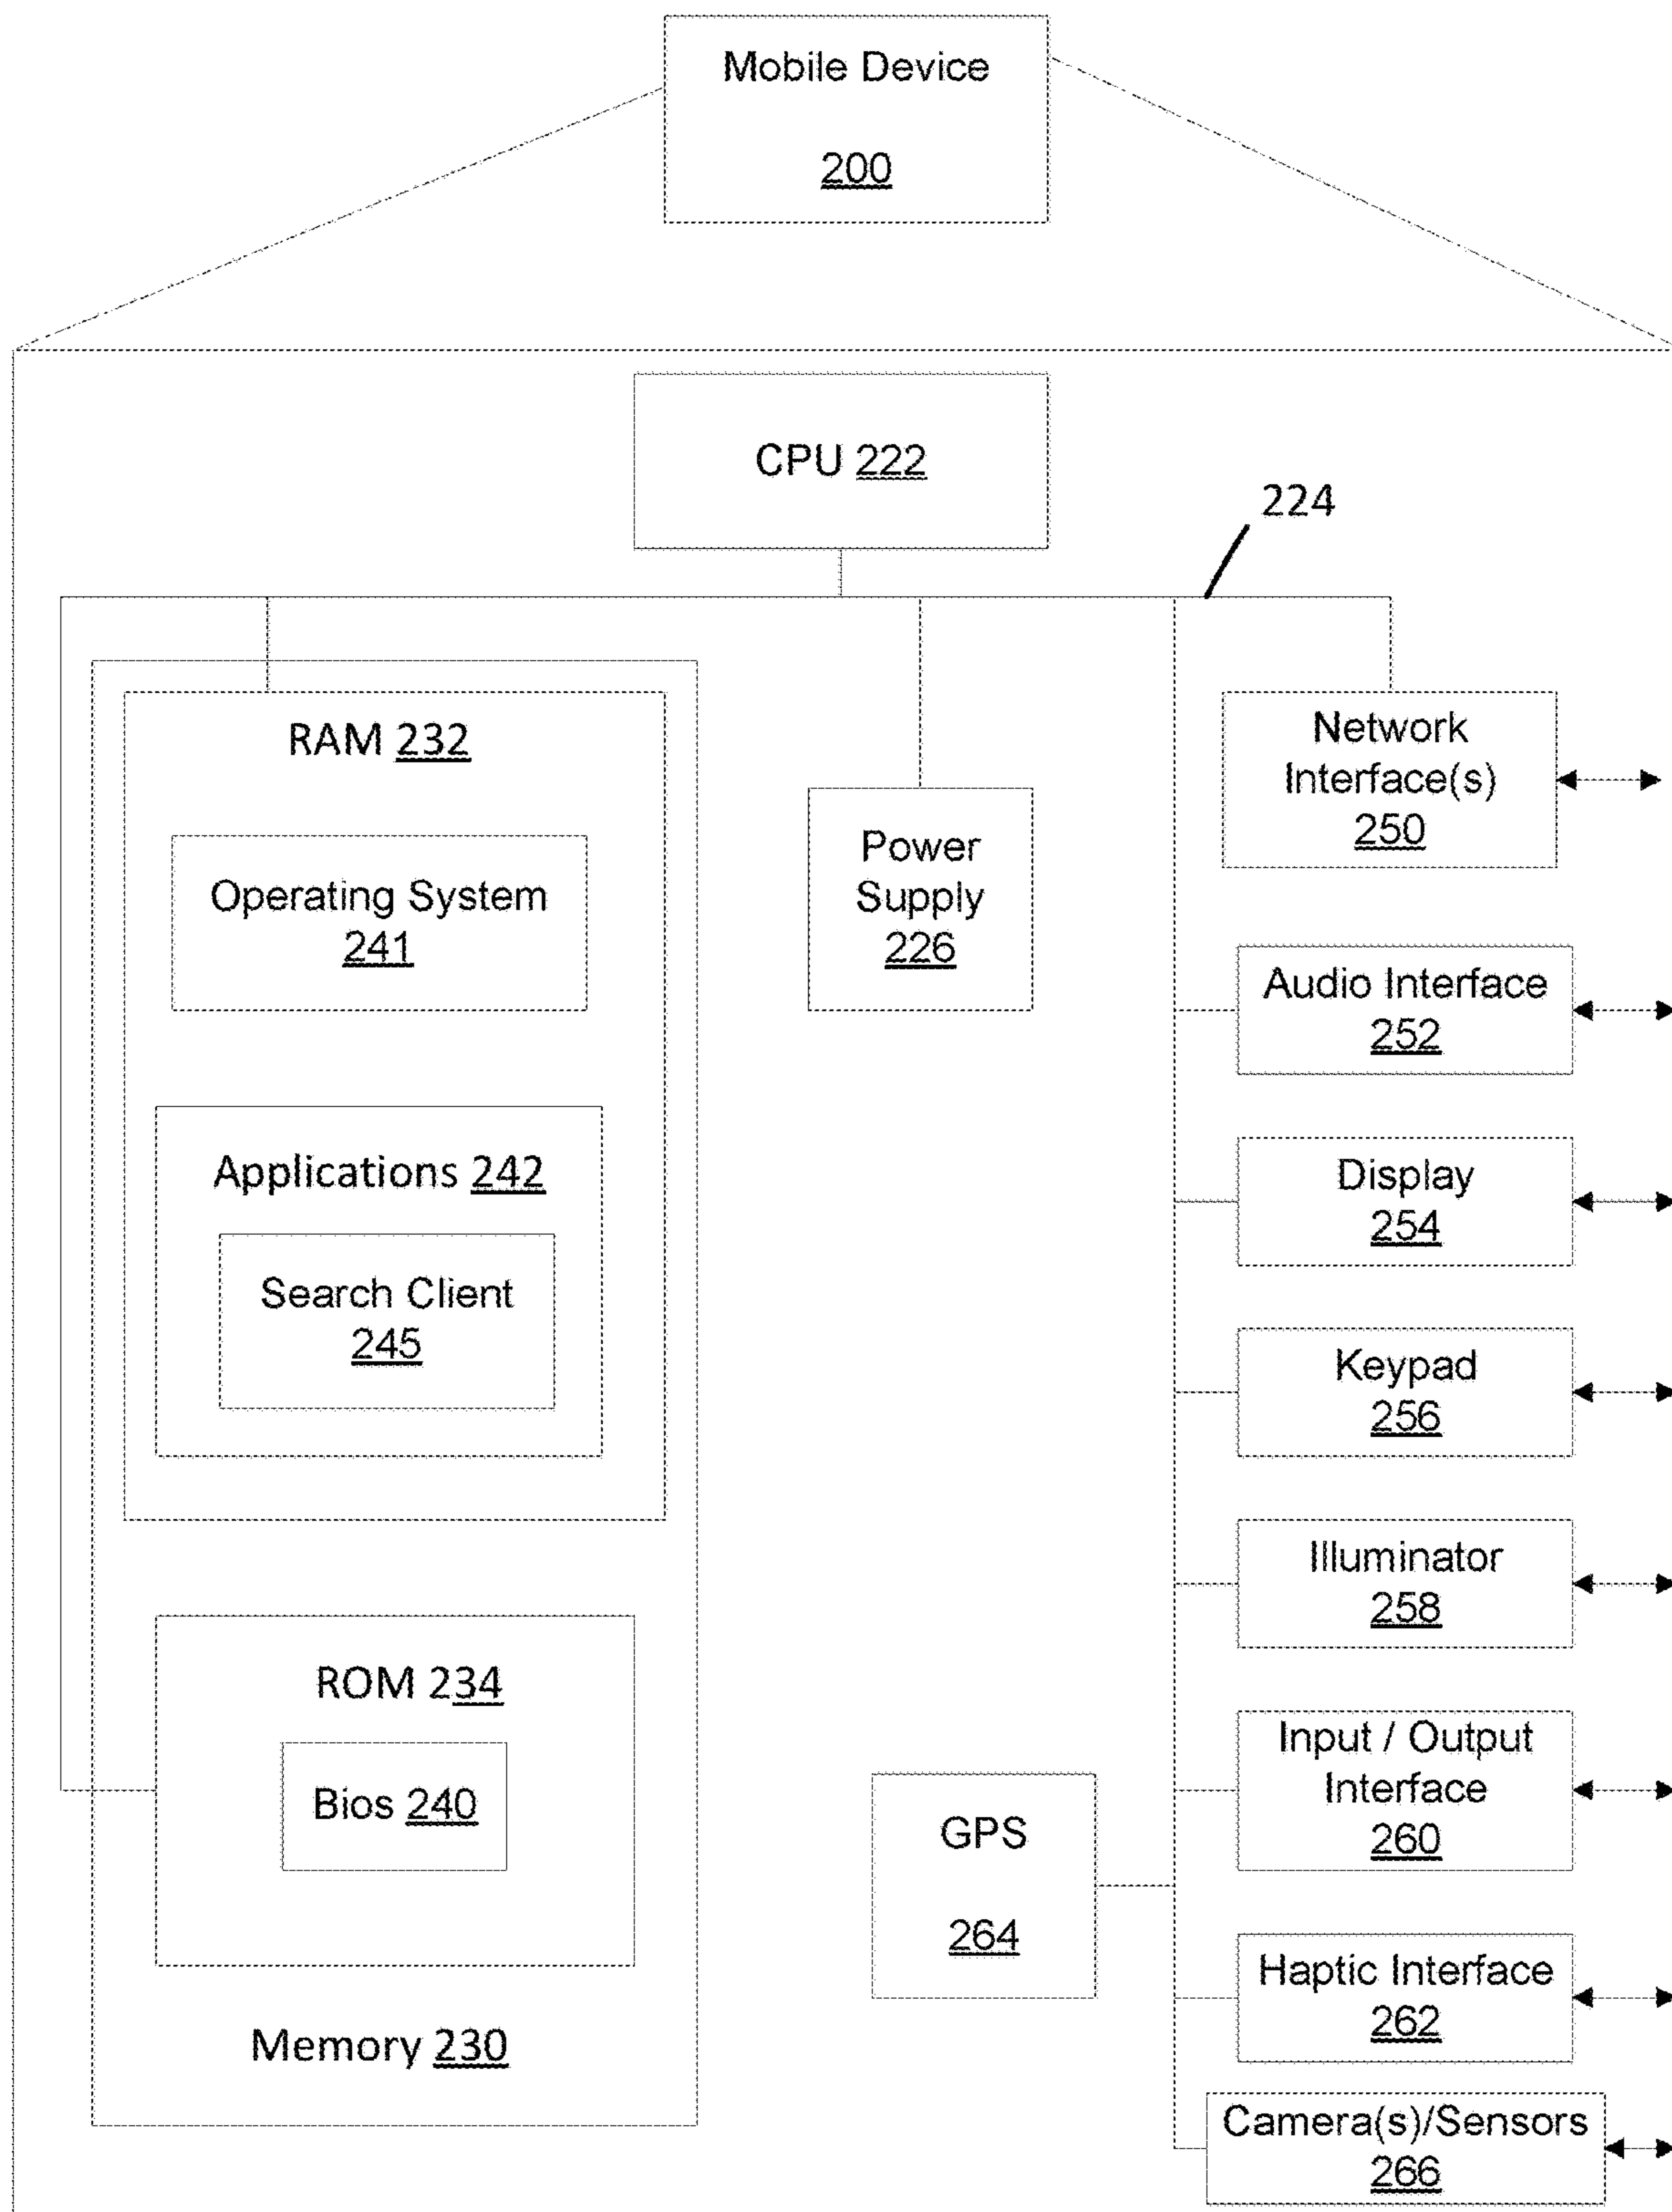 Mobile Device
200
CPU 222
224
RAM 232
Operating System
241
Applications 242
Search Client
245
ROM 234
Bios 240
Memory 230
Power
Supply
226
GPS
264
Network
Interface(s)
250
Audio Interface
252
Display
254
Keypad
256
Illuminator
258
Input / Output
Interface
260
Haptic Interface
262
Camera(s)/Sensors
266